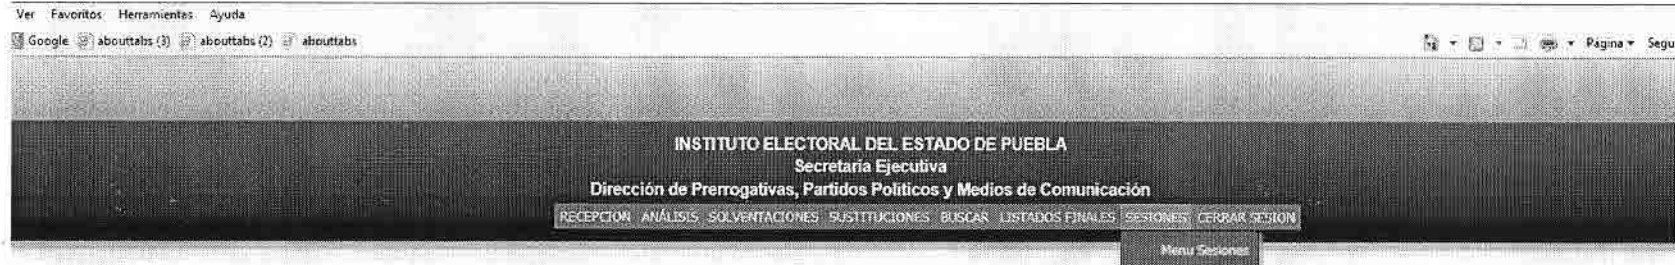 Ver Favoritos Herramientas Ayuda
Google abouttabs (3) abouttabs (2) abouttabs Página Segu
INSTITUTO ELECTORAL DEL ESTADO DE PUEBLA
Secretaría Ejecutiva
Dirección de Prerrogativas, Partidos Políticos y Medios de Comunicación
RECEPCION ANÁLISIS SOLVENTACIONES SUSTITUCIONES BUSCAR LISTADOS FINALES SESIONES CERRAR SESION
Menu Sesiones